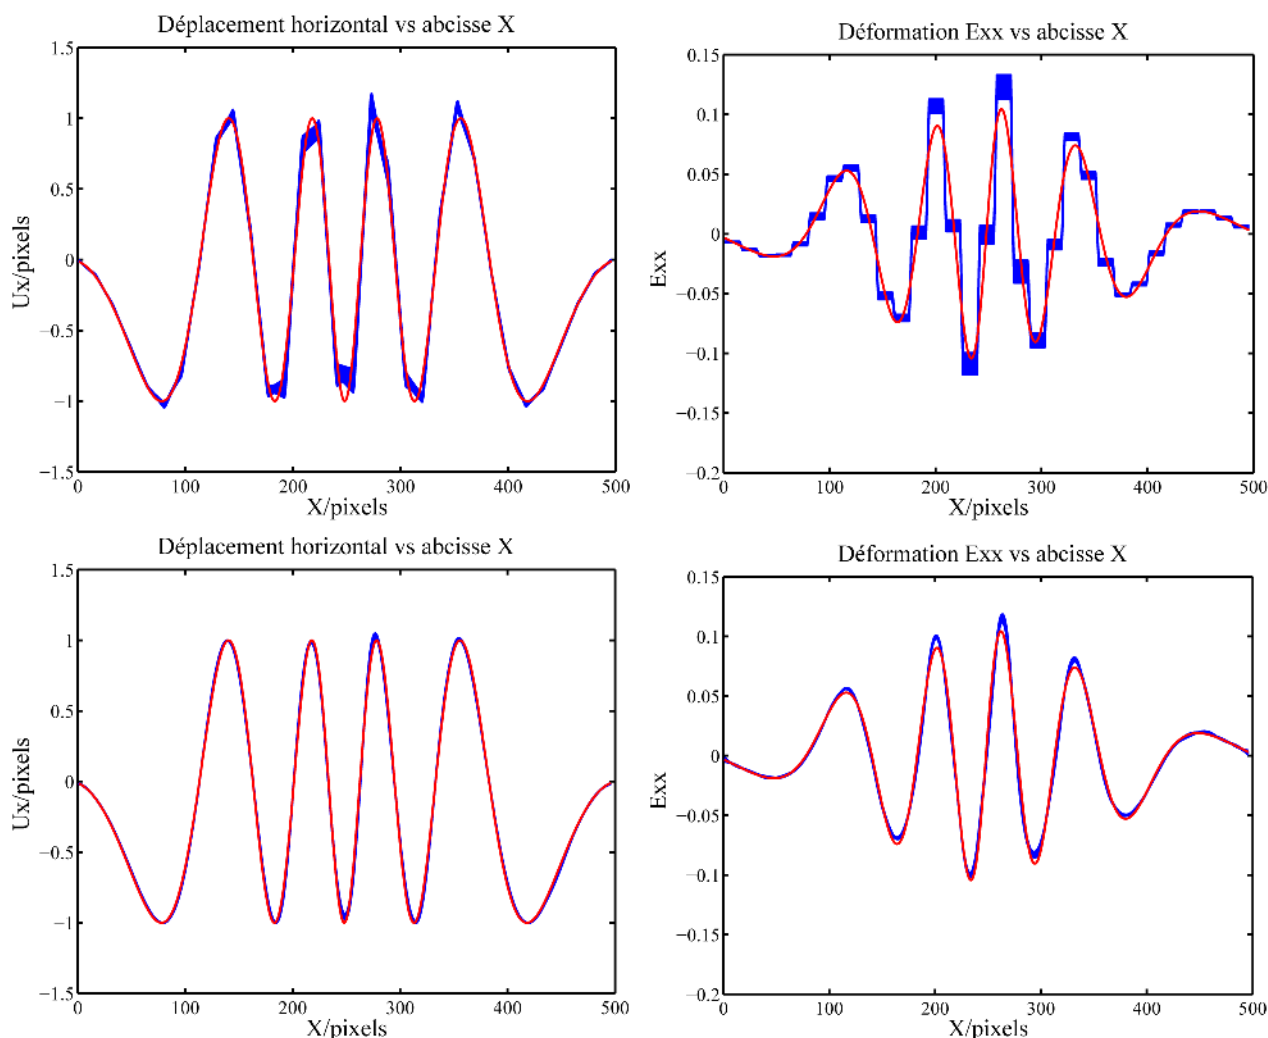 Déplacement horizontal vs abcisse X
1.5
1
0.5
0
−0.5
−1
−1.5
Ux/pixels
0 100 200 300 400 500
X/pixels
Déformation Exx vs abcisse X
0.15
0.1
0.05
0
−0.05
−0.1
−0.15
−0.2
Exx
0 100 200 300 400 500
X/pixels
Déplacement horizontal vs abcisse X
1.5
1
0.5
0
−0.5
−1
−1.5
Ux/pixels
0 100 200 300 400 500
X/pixels
Déformation Exx vs abcisse X
0.15
0.1
0.05
0
−0.05
−0.1
−0.15
−0.2
Exx
0 100 200 300 400 500
X/pixels